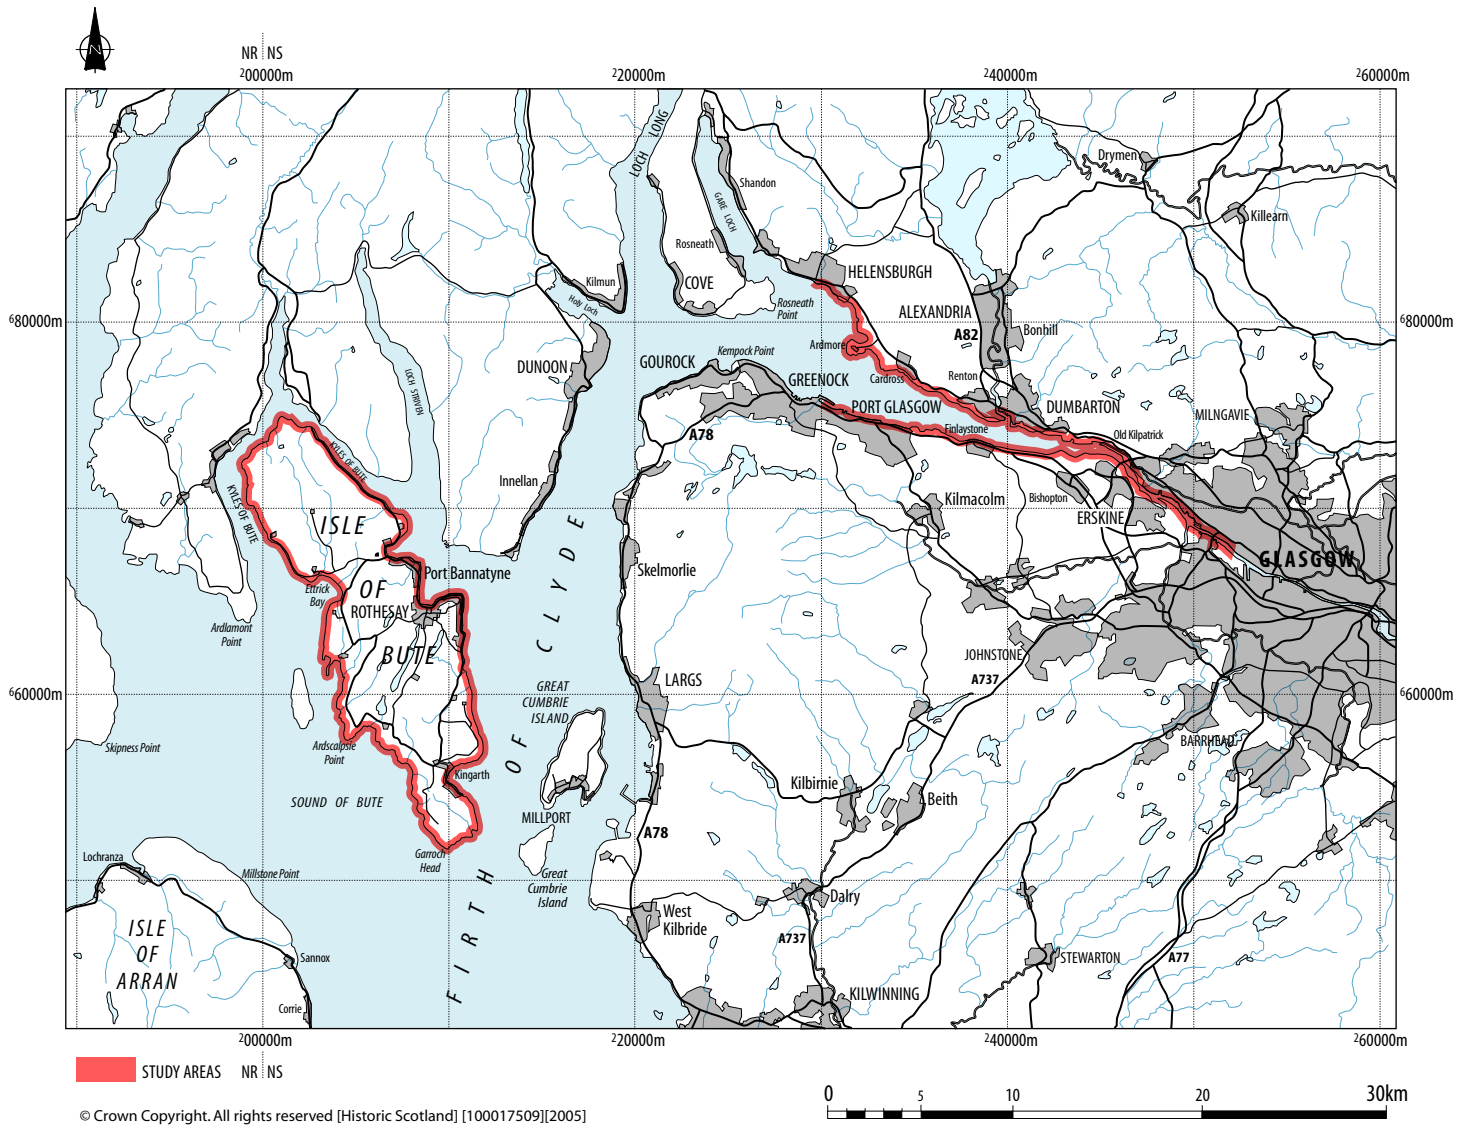 N
NR NS
²00000m
²20000m
²40000m
²60000m
LOCH LONG
Drymen
Shandon
GARE LOCH
Killearn
Rosneath
HELENSBURGH
Kilmun
COVE
Holy Loch
Rosneath
Point
ALEXANDRIA
⁶80000m
⁶80000m
A82
Bonhill
Ardmore
Kempock Point
GOUROCK
DUNOON
LOCH STRIVEN
GREENOCK
Cardross
Renton
PORT GLASGOW
DUMBARTON
MILNGAVIE
A78
Finlaystone
Old Kilpatrick
KYLES OF BUTE
Innellan
KYLES OF BUTE
Kilmacolm
Bishopton
ERSKINE
ISLE
OF
BUTE
GLASGOW
Port Bannatyne
Skelmorlie
Ettrick
Bay
ROTHESAY
Ardlamont
Point
JOHNSTONE
A737
LARGS
GREAT
CUMBRIE
ISLAND
⁶60000m
⁶60000m
Skipness Point
Ardscalpsie
Point
BARRHEAD
Kingarth
Kilbirnie
Beith
SOUND OF BUTE
MILLPORT
A78
Garroch
Head
Lochranza
Millstone Point
Great
Cumbrie
Island
FIRTH OF CLYDE
Dalry
West
Kilbride
A737
ISLE
OF
ARRAN
Sannox
STEWARTON
A77
Corrie
KILWINNING
²00000m
²20000m
²40000m
²60000m
STUDY AREAS
NR NS
0 5 10 20 30km
© Crown Copyright. All rights reserved [Historic Scotland] [100017509][2005]